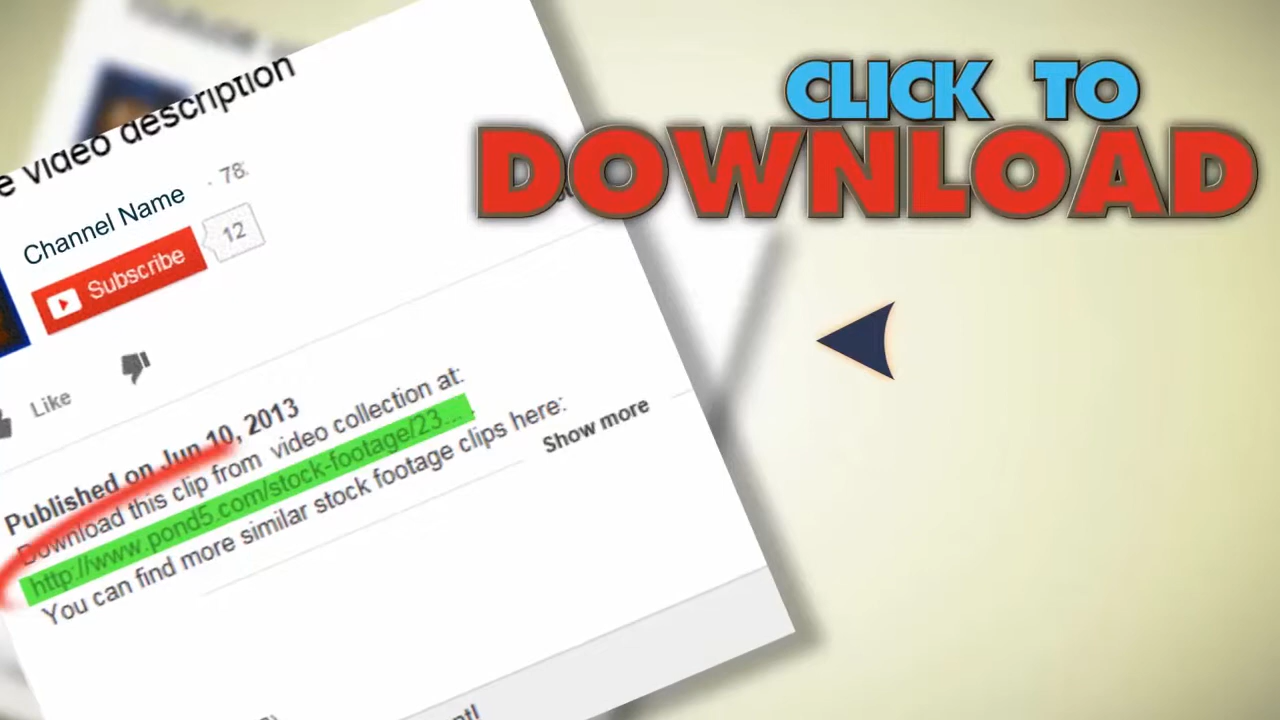 CLICK TO
DOWNLOAD
e video description
Channel Name
78
Subscribe
12
Like
Published on Jun 10, 2013
Download this clip from video collection at:
http://www.pond5.com/stock-footage/23...
You can find more similar stock footage clips here:
Show more